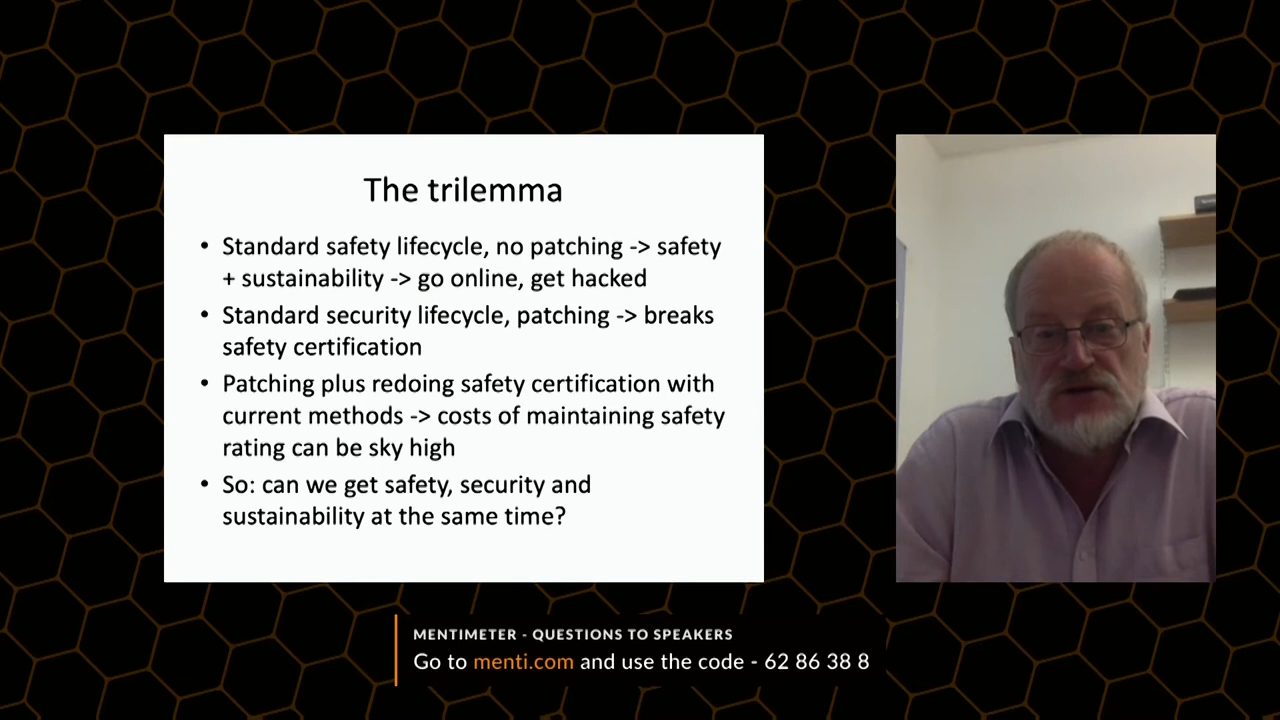 The trilemma
• Standard safety lifecycle, no patching -> safety
+ sustainability -> go online, get hacked
• Standard security lifecycle, patching -> breaks
safety certification
• Patching plus redoing safety certification with
current methods -> costs of maintaining safety
rating can be sky high
• So: can we get safety, security and
sustainability at the same time?
MENTIMETER - QUESTIONS TO SPEAKERS
Go to menti.com and use the code - 62 86 38 8